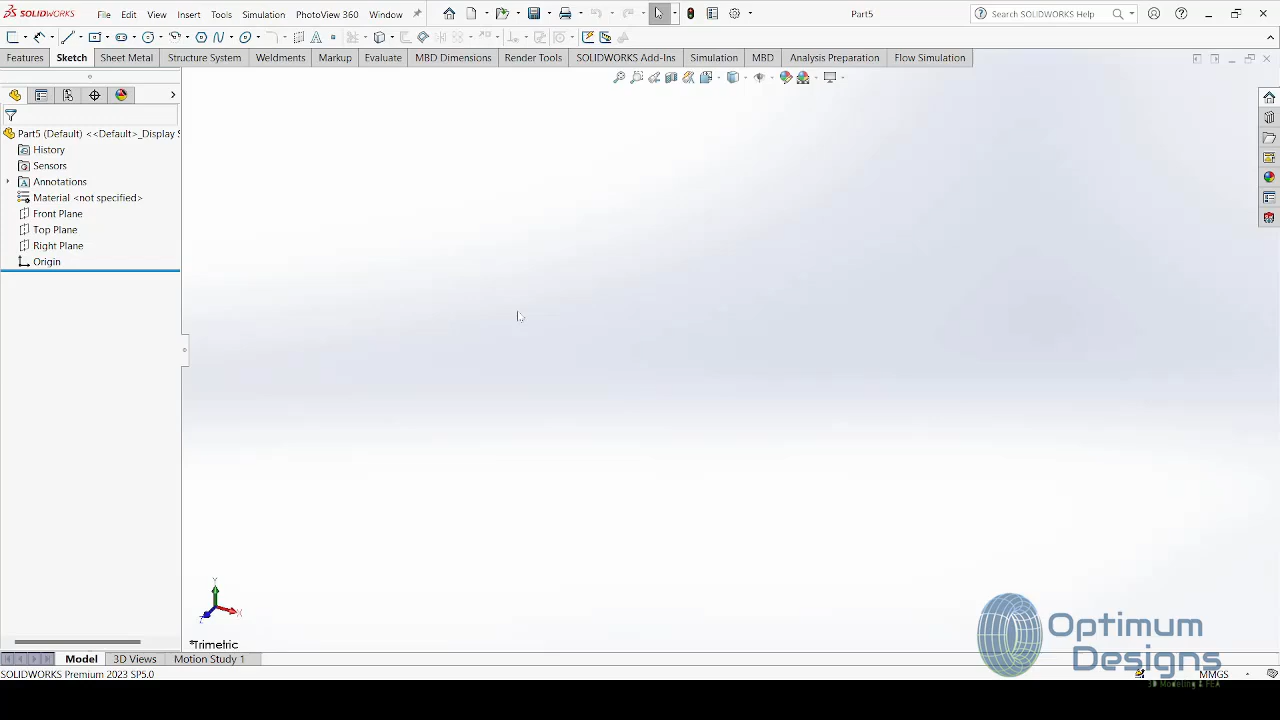 SOLIDWORKS File Edit View Insert Tools Simulation PhotoView 360 Window Part5 Search SOLIDWORKS Help
Features Sketch Sheet Metal Structure System Weldments Markup Evaluate MBD Dimensions Render Tools SOLIDWORKS Add-Ins Simulation MBD Analysis Preparation Flow Simulation
Part5 (Default) <<Default>_Display S
History
Sensors
Annotations
Material <not specified>
Front Plane
Top Plane
Right Plane
Origin
Y
X
Z
*Trimetric
Optimum
Designs
3D Modeling & FEA
Model 3D Views Motion Study 1
SOLIDWORKS Premium 2023 SP5.0 MMGS